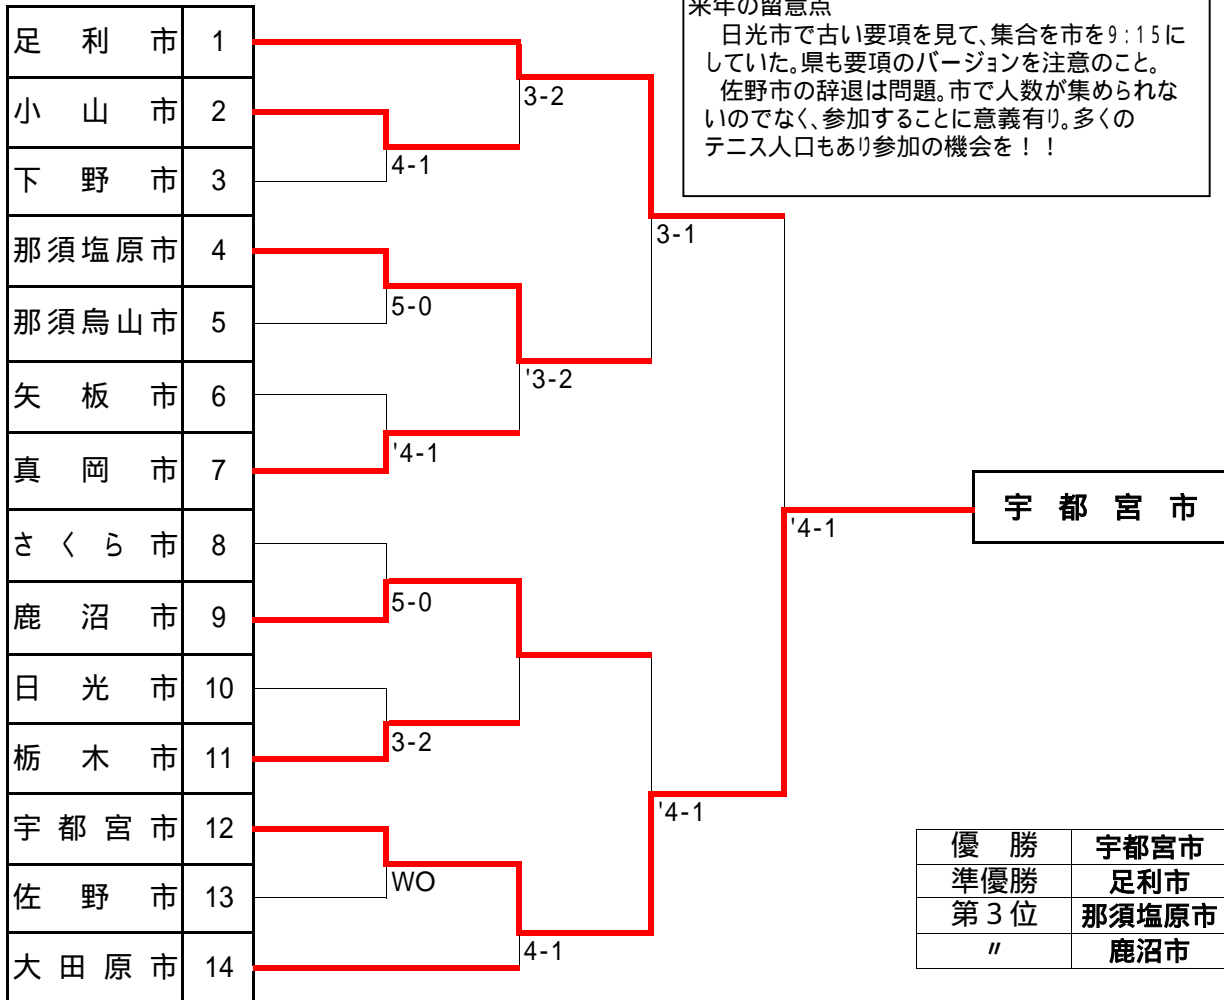 来年の留意点
日光市で古い要項を見て、集合を市を9:15に
していた。県も要項のバージョンを注意のこと。
佐野市の辞退は問題。市で人数が集められな
いのでなく、参加することに意義有り。多くの
テニス人口もあり参加の機会を！！
足利市 1
小山市 2
下野市 3
那須塩原市 4
那須烏山市 5
矢板市 6
真岡市 7
さくら市 8
鹿沼市 9
日光市 10
栃木市 11
宇都宮市 12
佐野市 13
大田原市 14
3-2
4-1
3-1
5-0
'3-2
'4-1
'4-1
5-0
3-2
'4-1
WO
4-1
宇都宮市
優勝 宇都宮市
準優勝 足利市
第３位 那須塩原市
〃 鹿沼市